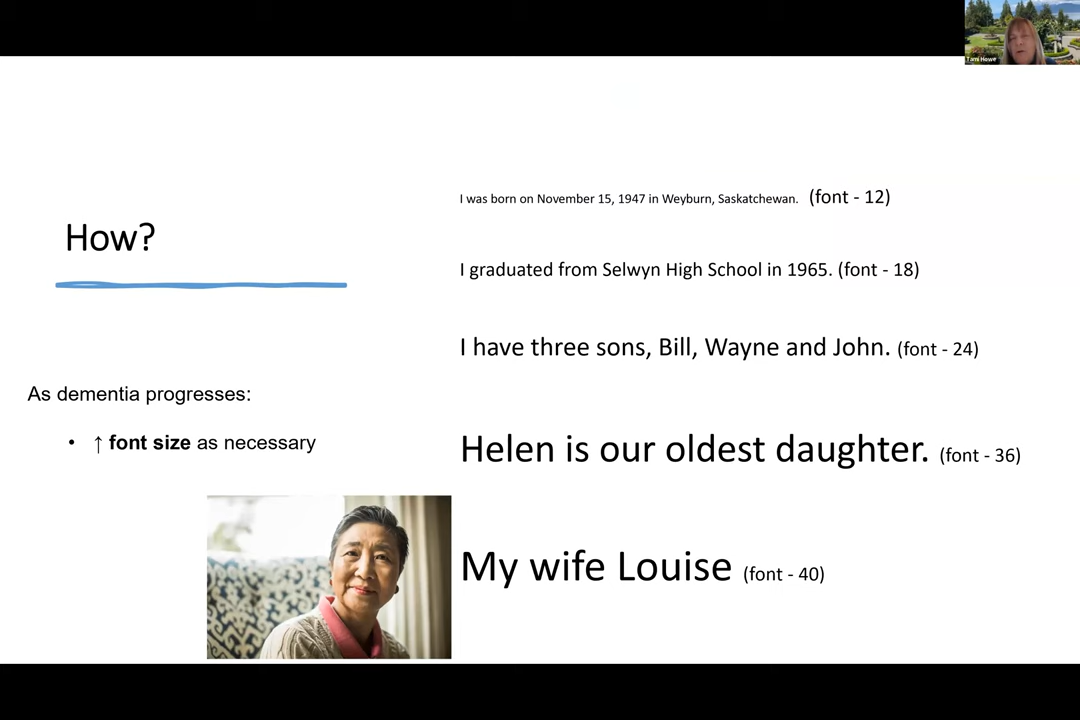 Tami Howe
How?
As dementia progresses:
• ↑ font size as necessary
I was born on November 15, 1947 in Weyburn, Saskatchewan. (font - 12)
I graduated from Selwyn High School in 1965. (font - 18)
I have three sons, Bill, Wayne and John. (font - 24)
Helen is our oldest daughter. (font - 36)
My wife Louise (font - 40)